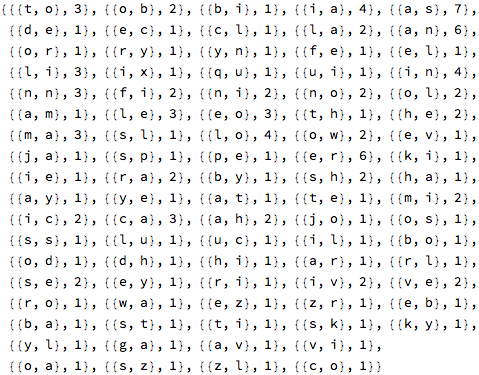 {{{t, o}, 3}, {{o, b}, 2}, {{b, i}, 1}, {{i, a}, 4}, {{a, s}, 7},
{{d, e}, 1}, {{e, c}, 1}, {{c, l}, 1}, {{l, a}, 2}, {{a, n}, 6},
{{o, r}, 1}, {{r, y}, 1}, {{y, n}, 1}, {{f, e}, 1}, {{e, l}, 1},
{{l, i}, 3}, {{i, x}, 1}, {{q, u}, 1}, {{u, i}, 1}, {{i, n}, 4},
{{n, n}, 3}, {{f, i}, 2}, {{n, i}, 2}, {{n, o}, 2}, {{o, l}, 2},
{{a, m}, 1}, {{l, e}, 3}, {{e, o}, 3}, {{t, h}, 1}, {{h, e}, 2},
{{m, a}, 3}, {{s, l}, 1}, {{l, o}, 4}, {{o, w}, 2}, {{e, v}, 1},
{{j, a}, 1}, {{s, p}, 1}, {{p, e}, 1}, {{e, r}, 6}, {{k, i}, 1},
{{i, e}, 1}, {{r, a}, 2}, {{b, y}, 1}, {{s, h}, 2}, {{h, a}, 1},
{{a, y}, 1}, {{y, e}, 1}, {{a, t}, 1}, {{t, e}, 1}, {{m, i}, 2},
{{i, c}, 2}, {{c, a}, 3}, {{a, h}, 2}, {{j, o}, 1}, {{o, s}, 1},
{{s, s}, 1}, {{l, u}, 1}, {{u, c}, 1}, {{i, l}, 1}, {{b, o}, 1},
{{o, d}, 1}, {{d, h}, 1}, {{h, i}, 1}, {{a, r}, 1}, {{r, l}, 1},
{{s, e}, 2}, {{e, y}, 1}, {{r, i}, 1}, {{i, v}, 2}, {{v, e}, 2},
{{r, o}, 1}, {{w, a}, 1}, {{e, z}, 1}, {{z, r}, 1}, {{e, b}, 1},
{{b, a}, 1}, {{s, t}, 1}, {{t, i}, 1}, {{s, k}, 1}, {{k, y}, 1},
{{y, l}, 1}, {{g, a}, 1}, {{a, v}, 1}, {{v, i}, 1},
{{o, a}, 1}, {{s, z}, 1}, {{z, l}, 1}, {{c, o}, 1}}